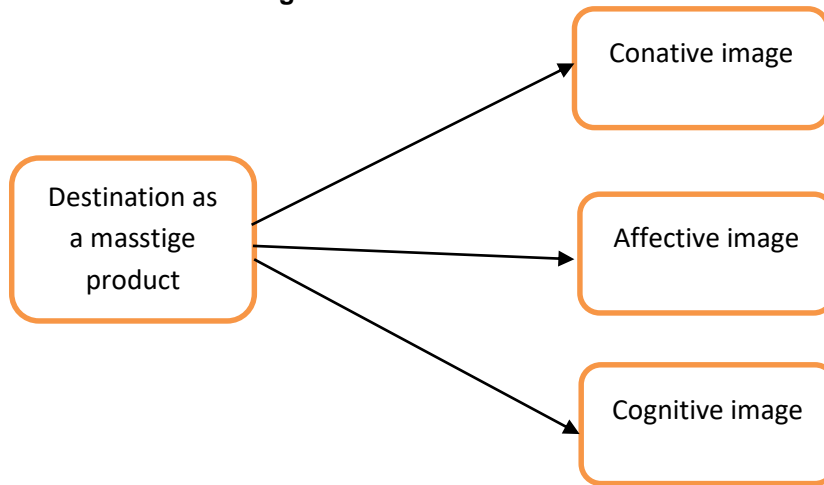 Conative image
Destination as
a masstige
product
Affective image
Cognitive image